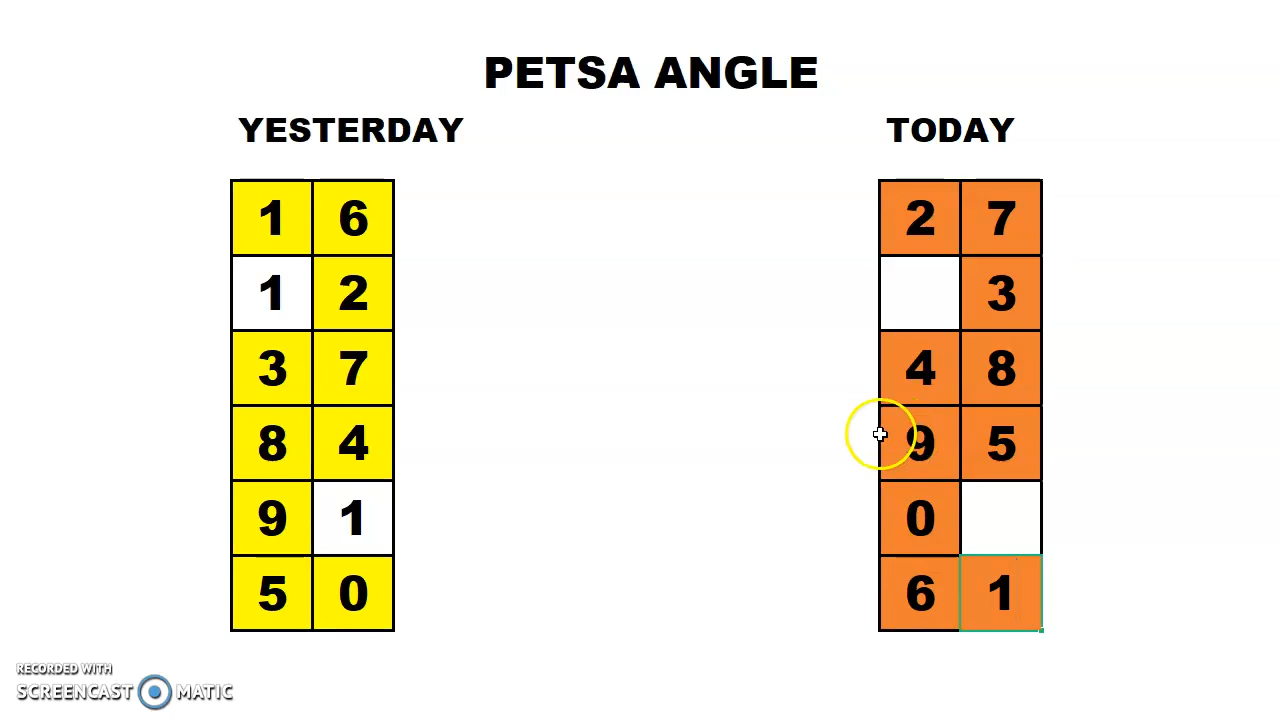 PETSA ANGLE
YESTERDAY TODAY
1 6 2 7
1 2 3
3 7 4 8
8 4 9 5
9 1 0
5 0 6 1
RECORDED WITH
SCREENCAST MATIC